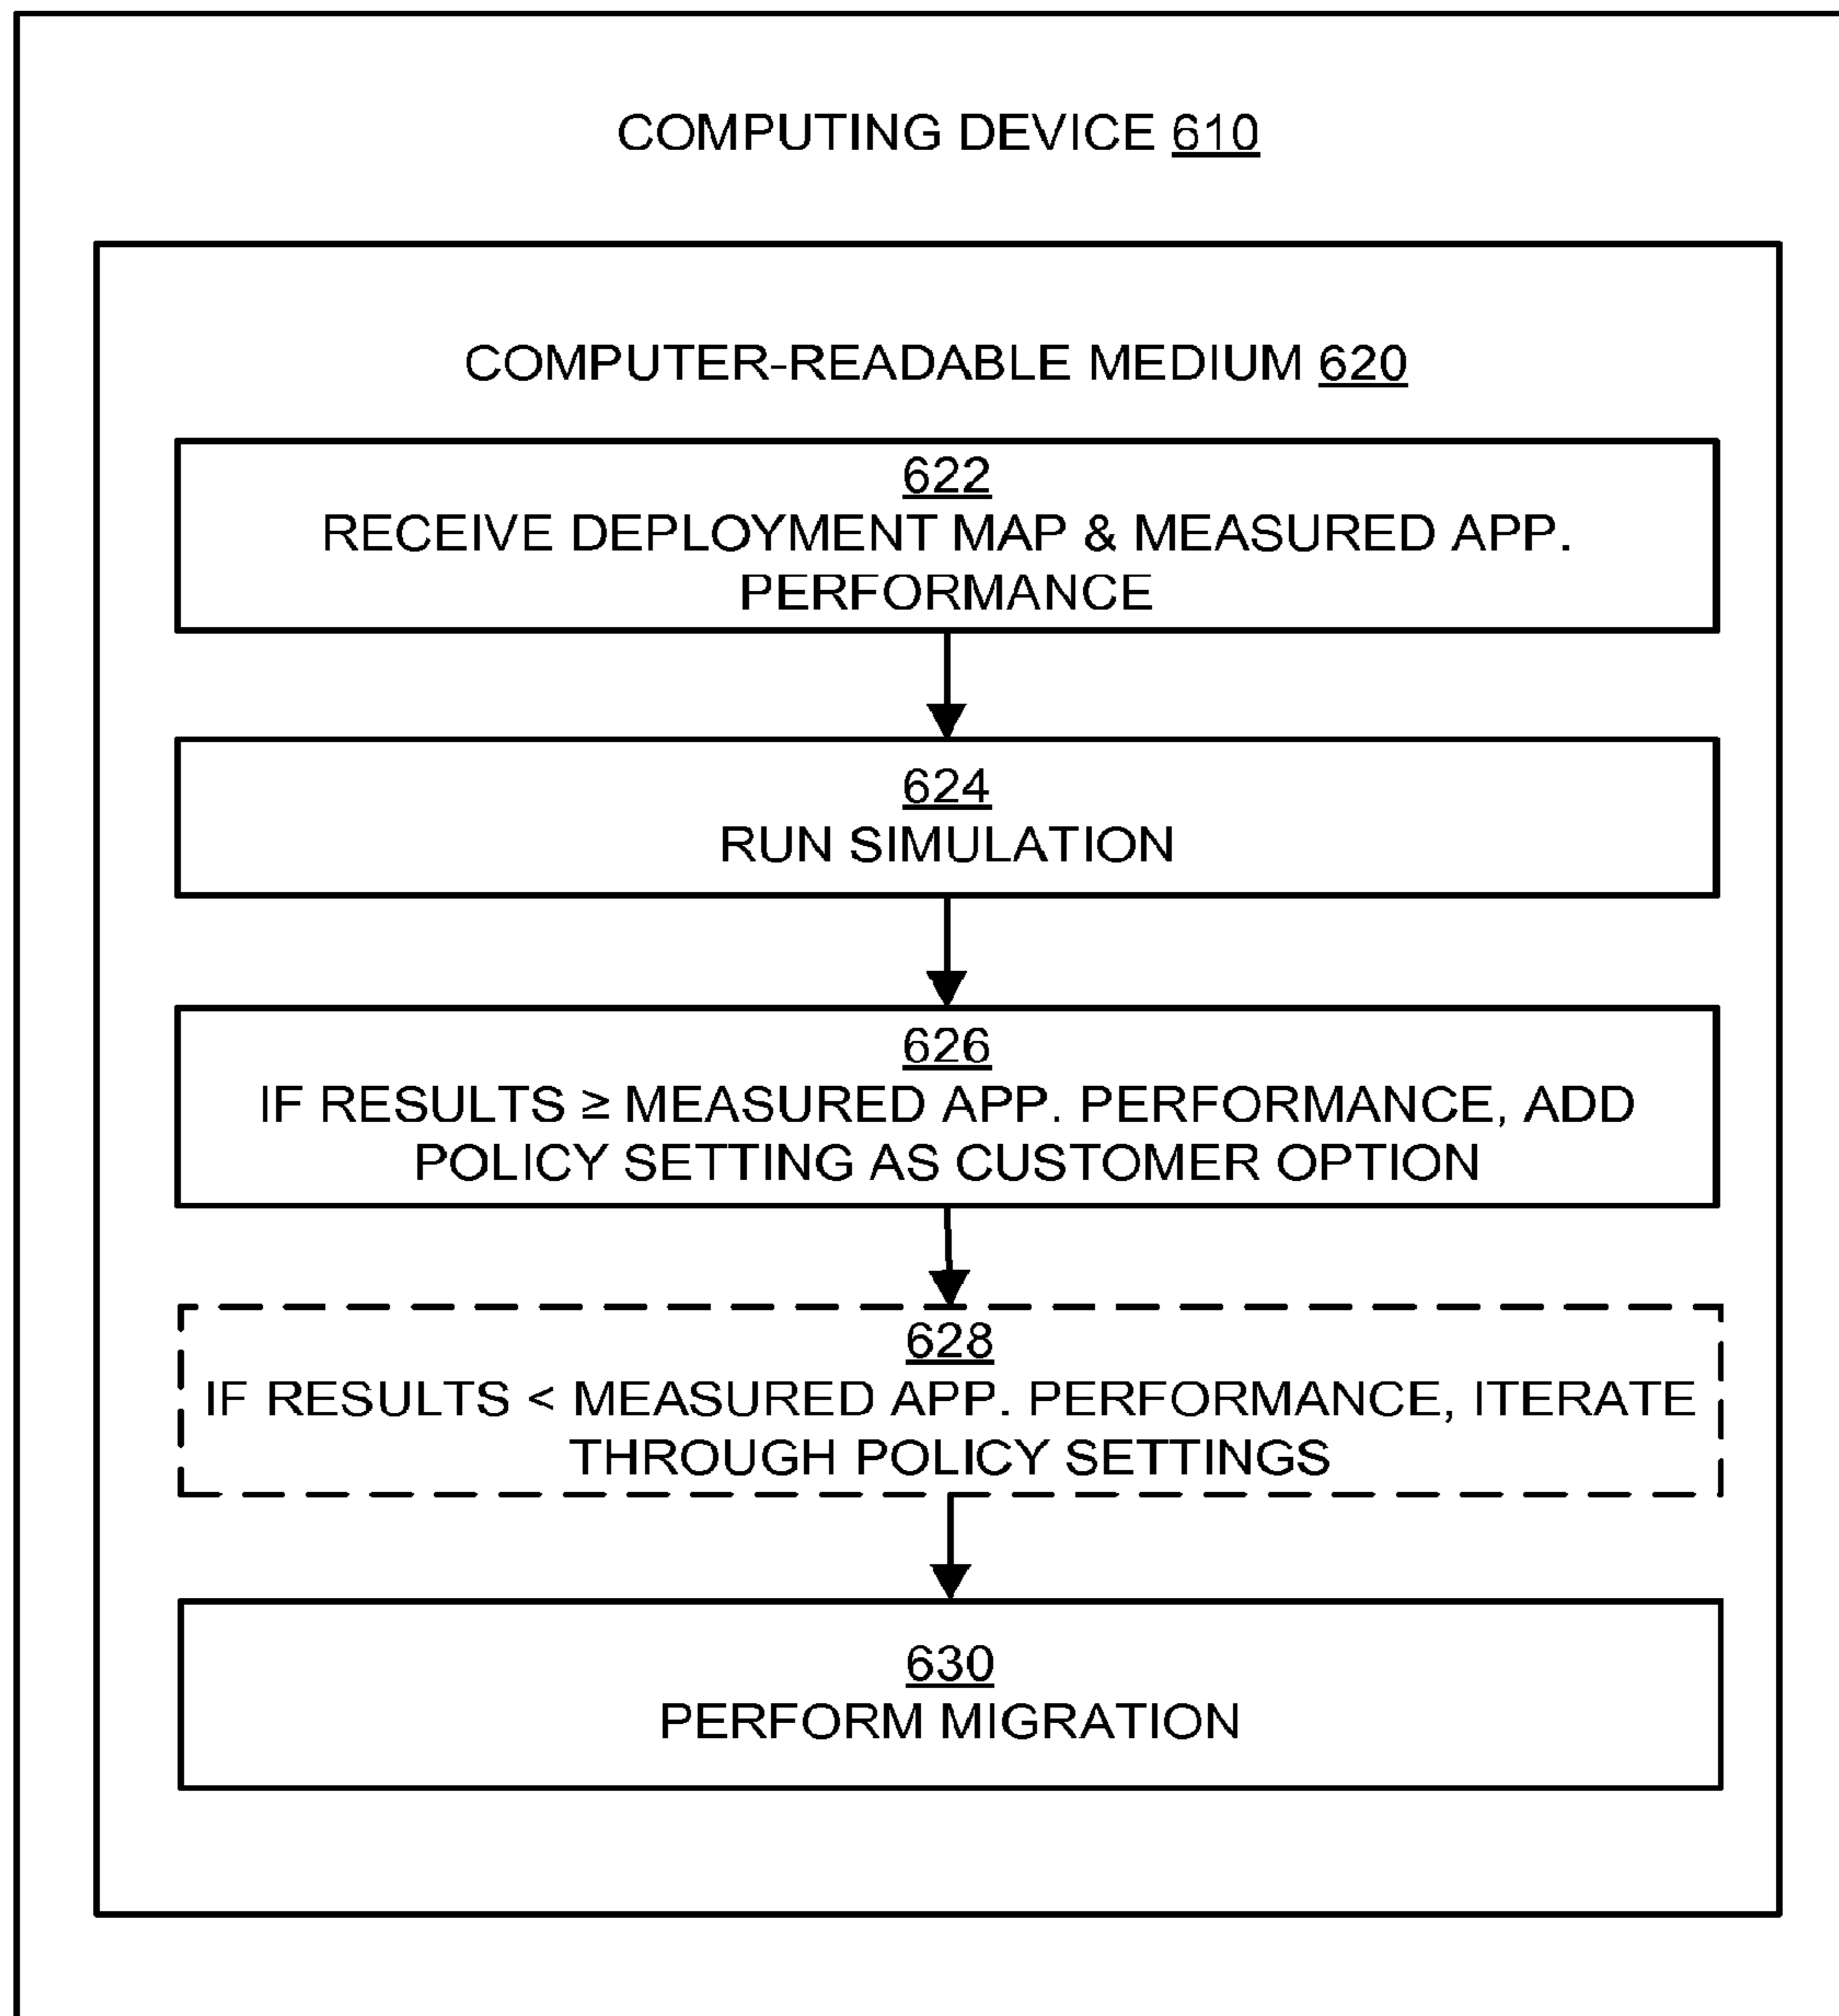 COMPUTING DEVICE 610
COMPUTER-READABLE MEDIUM 620
622
RECEIVE DEPLOYMENT MAP & MEASURED APP.
PERFORMANCE
624
RUN SIMULATION
626
IF RESULTS ≥ MEASURED APP. PERFORMANCE, ADD
POLICY SETTING AS CUSTOMER OPTION
628
IF RESULTS < MEASURED APP. PERFORMANCE, ITERATE
THROUGH POLICY SETTINGS
630
PERFORM MIGRATION